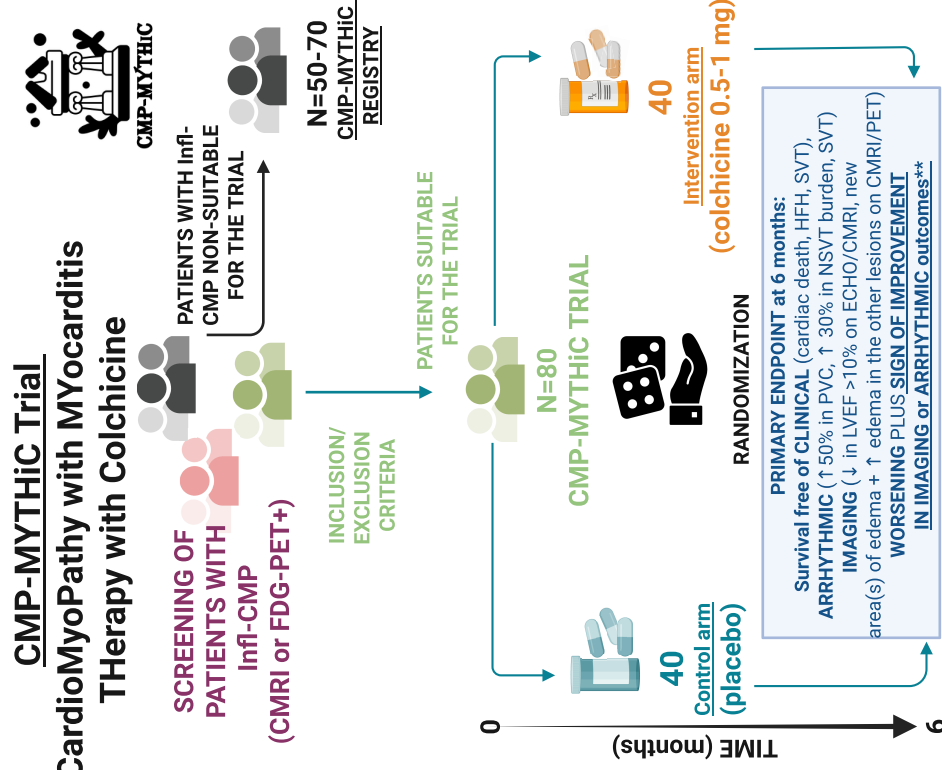 CMP-MYTHiC Trial
CardioMyoPathy with MYocarditis
THerapy with Colchicine
CMP-MYTHiC
SCREENING OF
PATIENTS WITH
Infl-CMP
(CMRI or FDG-PET+)
PATIENTS WITH Infl-
CMP NON-SUITABLE
FOR THE TRIAL
N=50-70
CMP-MYTHiC
REGISTRY
INCLUSION/
EXCLUSION
CRITERIA
PATIENTS SUITABLE
FOR THE TRIAL
N=80
CMP-MYTHiC TRIAL
RANDOMIZATION
40
Control arm
(placebo)
40
Intervention arm
(colchicine 0.5-1 mg)
PRIMARY ENDPOINT at 6 months:
Survival free of CLINICAL (cardiac death, HFH, SVT),
ARRHYTHMIC (↑50% in PVC, ↑ 30% in NSVT burden, SVT)
IMAGING (↓ in LVEF >10% on ECHO/CMRI, new
area(s) of edema + ↑ edema in the other lesions on CMRI/PET)
WORSENING PLUS SIGN OF IMPROVEMENT
IN IMAGING or ARRHYTHMIC outcomes**
0
TIME (months)
6